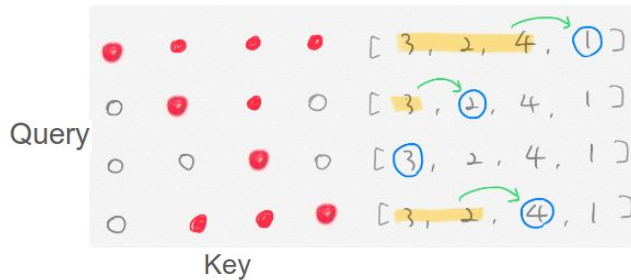 [ 3, 2, 4, 1 ]
[ 3, 2, 4, 1 ]
Query
[ 3, 2, 4, 1 ]
[ 3, 2, 4, 1 ]
Key